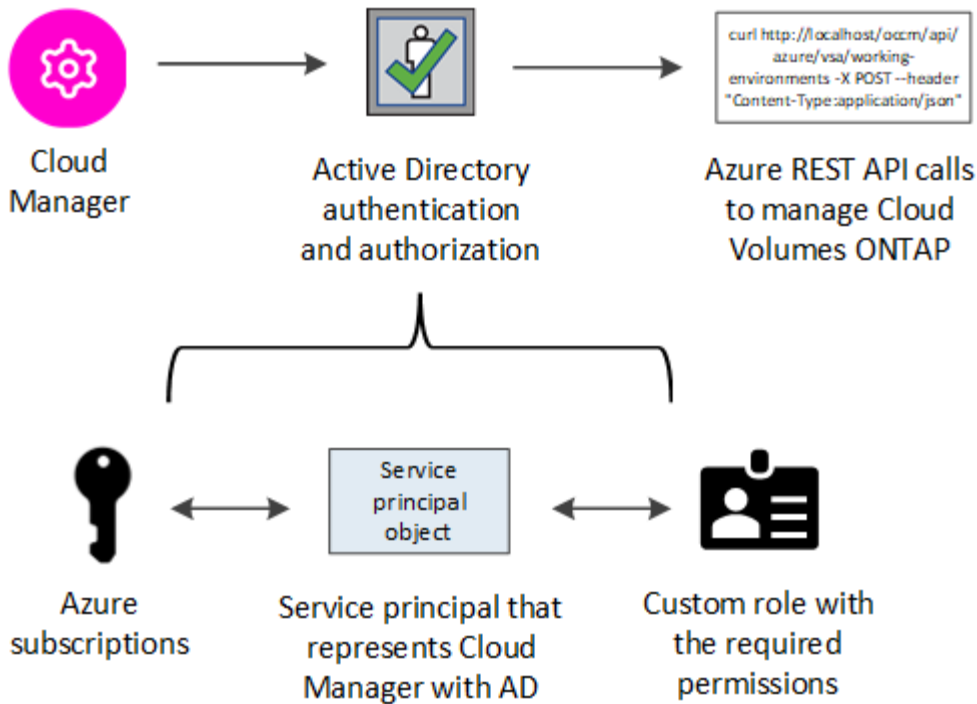 curl http://localhost/occm/api/
azure/vsa/working-
environments -X POST --header
"Content-Type:application/json"
Cloud
Manager
Active Directory
authentication
and authorization
Azure REST API calls
to manage Cloud
Volumes ONTAP
Service
principal
object
Azure
subscriptions
Service principal that
represents Cloud
Manager with AD
Custom role with
the required
permissions